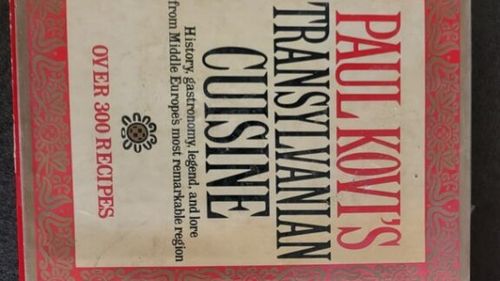 PAUL KOVI'S
TRANSYLVANIAN
CUISINE
History, gastronomy, legend, and lore
from Middle Europe's most remarkable region
OVER 300 RECIPES